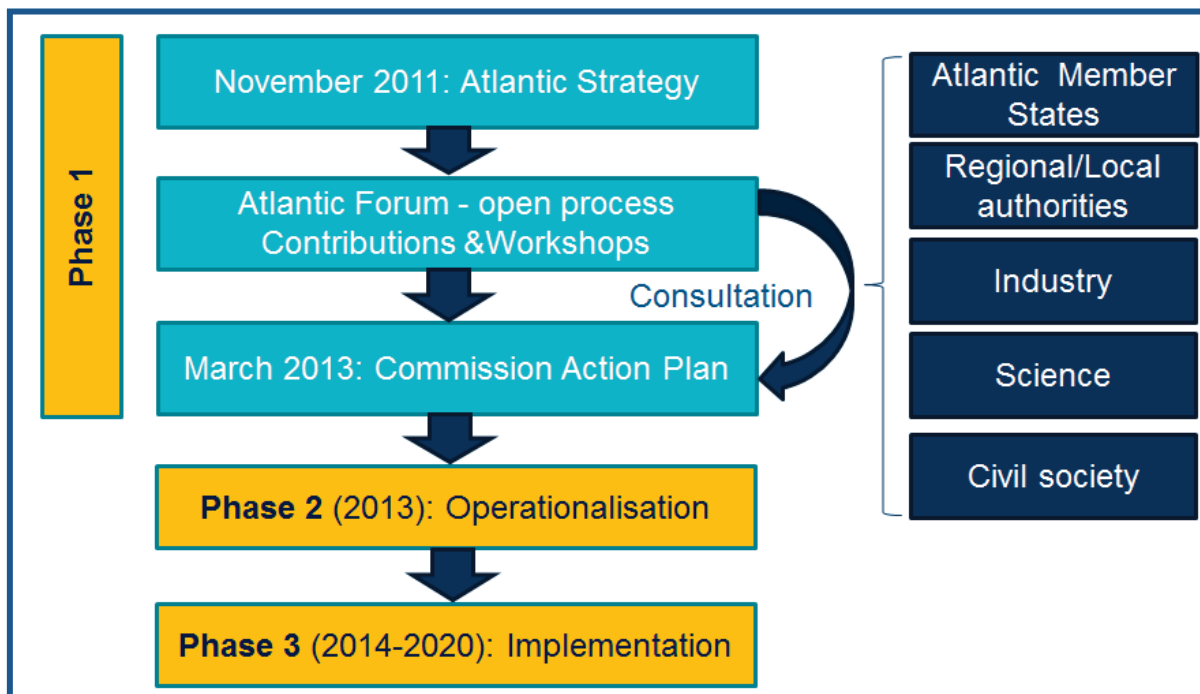 Phase 1
November 2011: Atlantic Strategy
Atlantic Forum - open process
Contributions &Workshops
Consultation
March 2013: Commission Action Plan
Phase 2 (2013): Operationalisation
Phase 3 (2014-2020): Implementation
Atlantic Member
States
Regional/Local
authorities
Industry
Science
Civil society